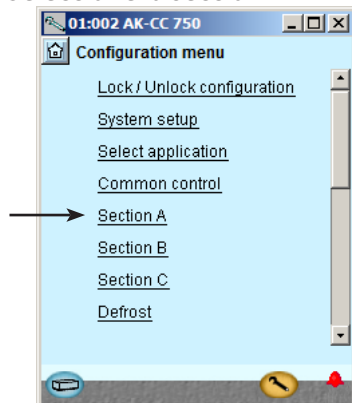 01:002 AK-CC 750
Configuration menu
Lock / Unlock configuration
System setup
Select application
Common control
Section A
Section B
Section C
Defrost